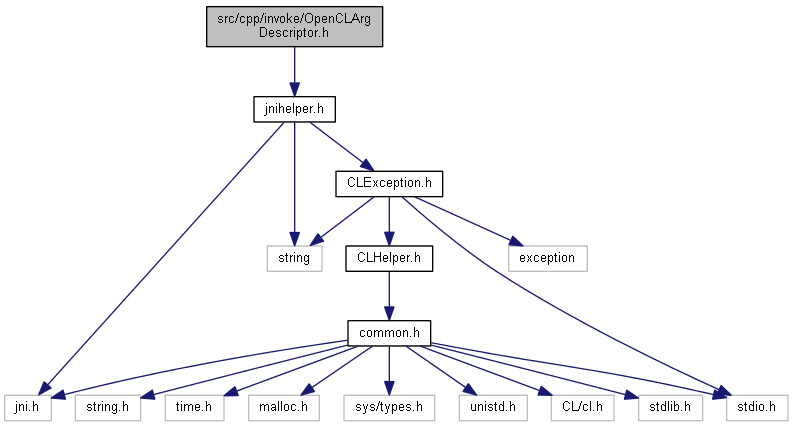 src/cpp/invoke/OpenCLArg
Descriptor.h
jnihelper.h
CLException.h
string
CLHelper.h
exception
common.h
jni.h
string.h
time.h
malloc.h
sys/types.h
unistd.h
CL/cl.h
stdlib.h
stdio.h